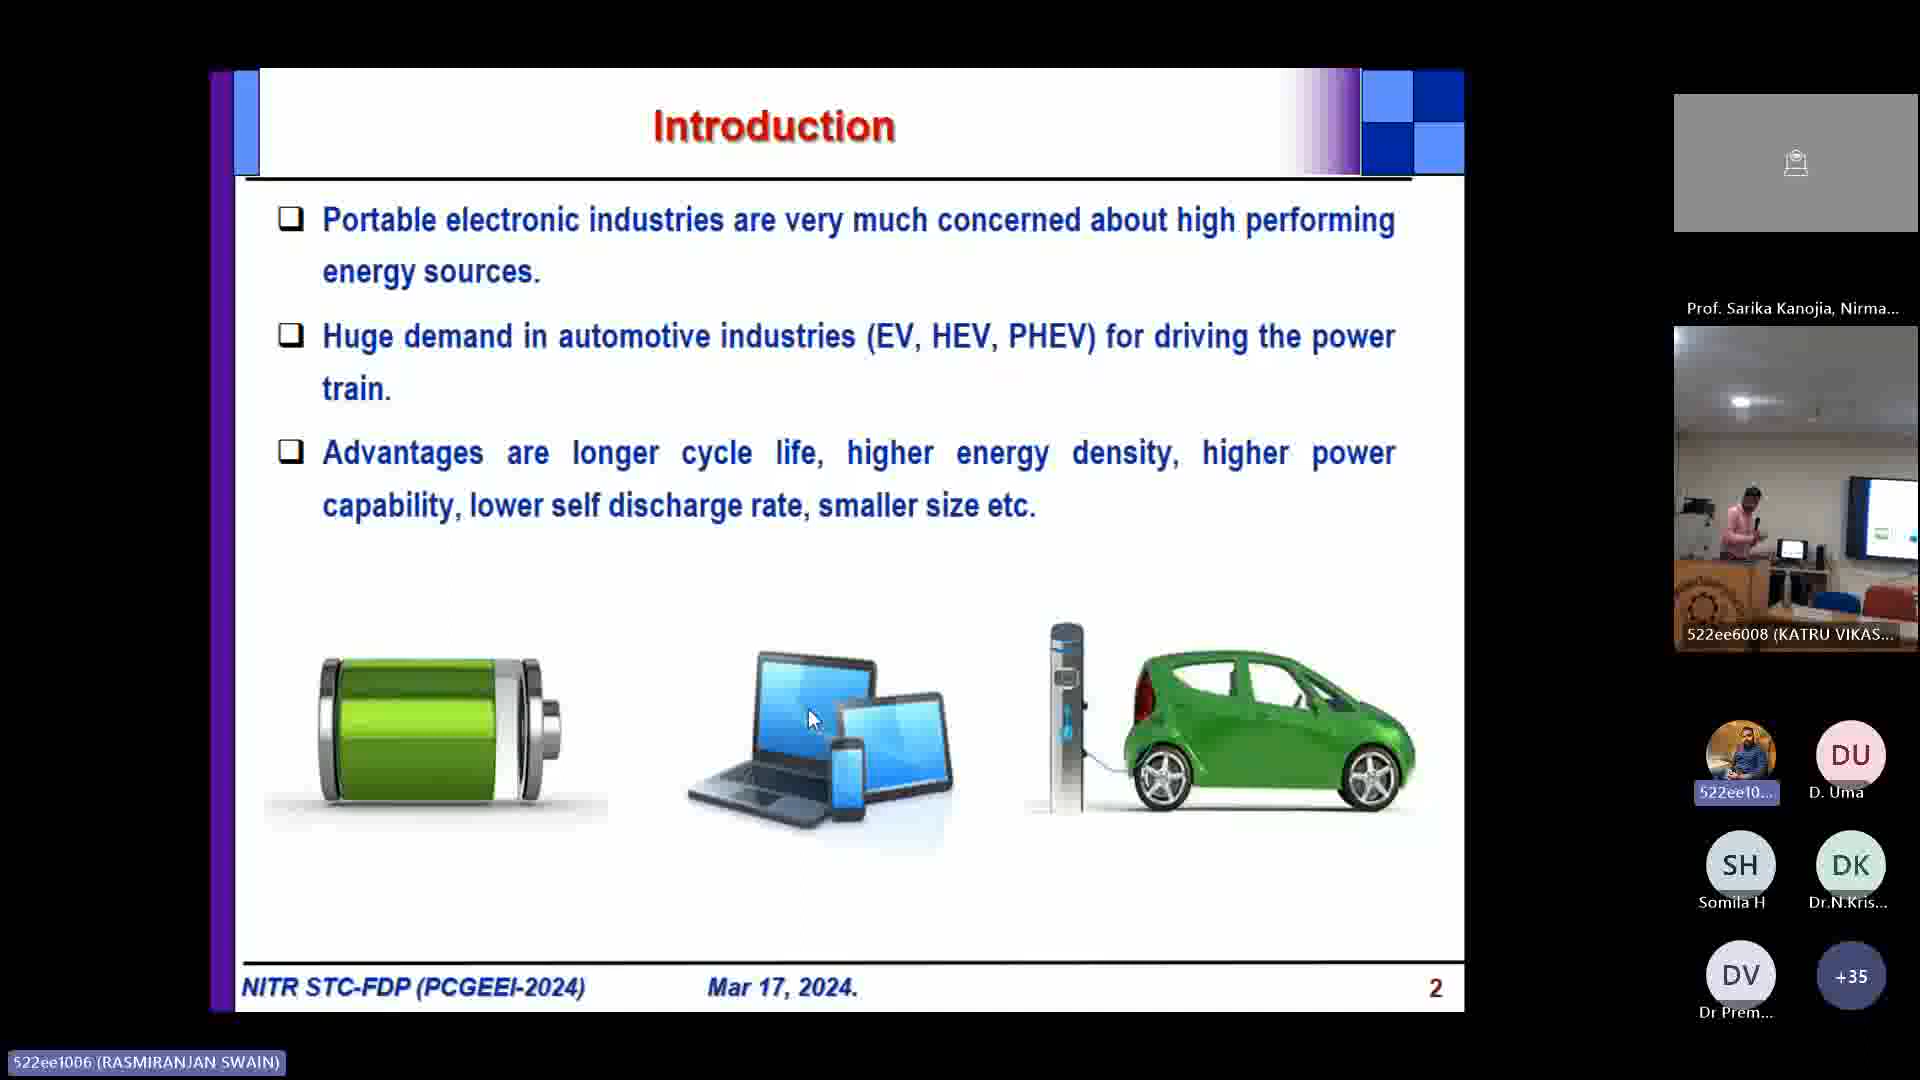 Introduction
Portable electronic industries are very much concerned about high performing
energy sources.
Huge demand in automotive industries (EV, HEV, PHEV) for driving the power
train.
Advantages are longer cycle life, higher energy density, higher power
capability, lower self discharge rate, smaller size etc.
NITR STC-FDP (PCGEEI-2024) Mar 17, 2024. 2
522ee1006 (RASMIRANJAN SWAIN)
Prof. Sarika Kanojia, Nirma...
522ee6008 (KATRU VIKAS...
522ee10...
DU
D. Uma
SH
Somila H
DK
Dr.N.Kris...
DV
Dr Prem...
+35